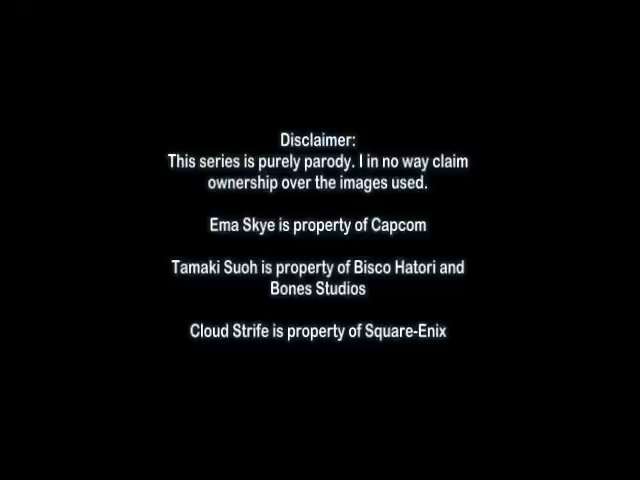 Disclaimer:
This series is purely parody. I in no way claim
ownership over the images used.
Ema Skye is property of Capcom
Tamaki Suoh is property of Bisco Hatori and
Bones Studios
Cloud Strife is property of Square-Enix